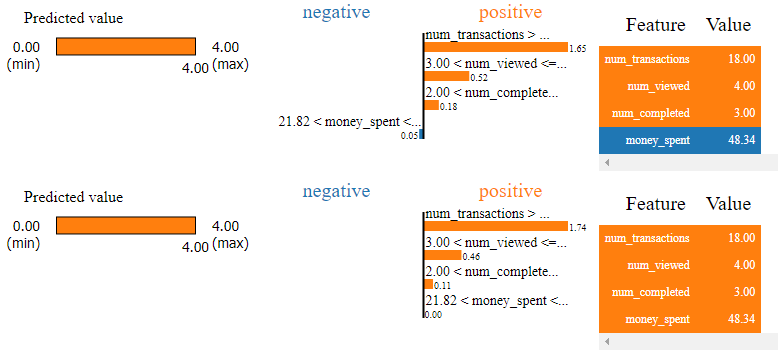 Predicted value
0.00
(min)
4.00
(max)
4.00
negative
positive
num_transactions > ...
1.65
3.00 < num_viewed <=...
0.52
2.00 < num_complete...
0.18
21.82 < money_spent <...
0.05
Feature Value
num_transactions 18.00
num_viewed 4.00
num_completed 3.00
money_spent 48.34
Predicted value
0.00
(min)
4.00
(max)
4.00
negative
positive
num_transactions > ...
1.74
3.00 < num_viewed <=...
0.46
2.00 < num_complete...
0.11
21.82 < money_spent <...
0.00
Feature Value
num_transactions 18.00
num_viewed 4.00
num_completed 3.00
money_spent 48.34